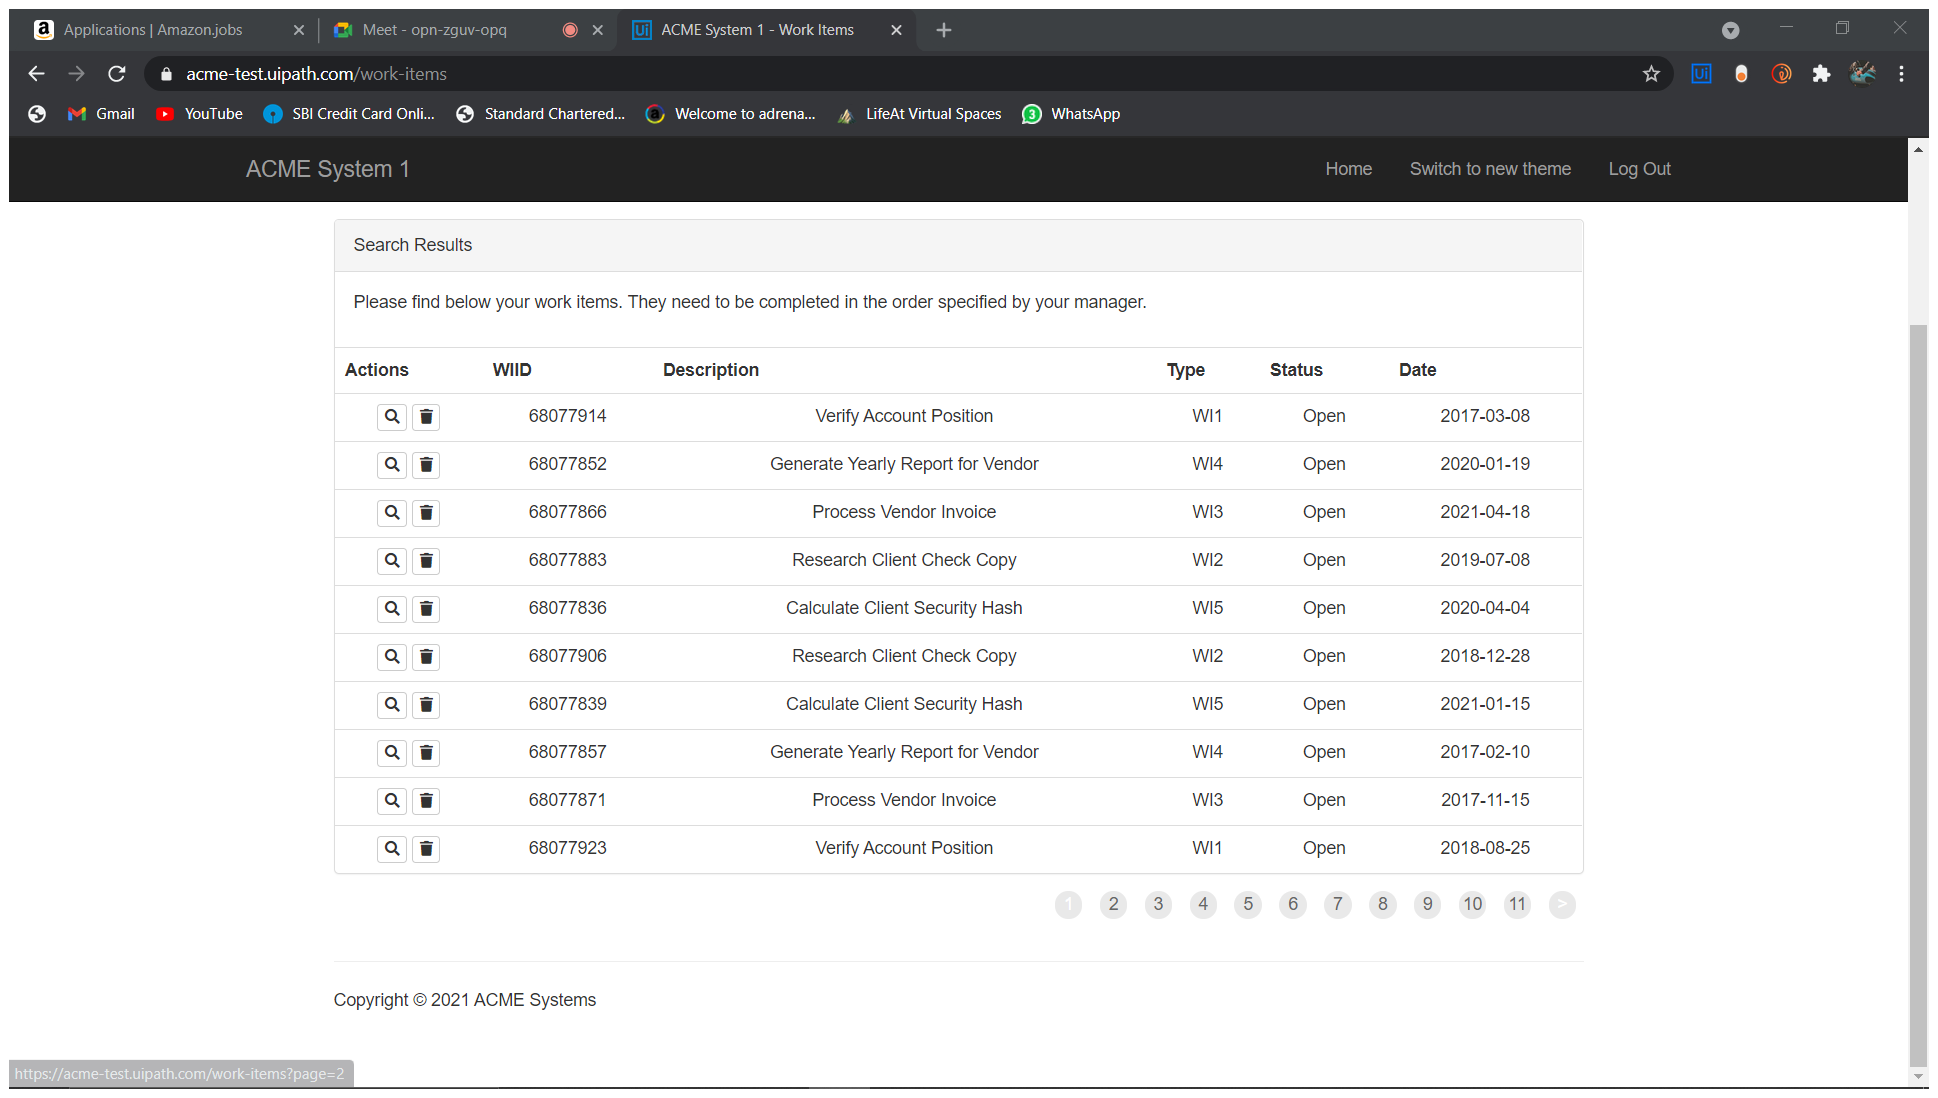 Applications | Amazon.jobs Meet - opn-zguv-opq ACME System 1 - Work Items
acme-test.uipath.com/work-items
Gmail YouTube SBI Credit Card Onli... Standard Chartered... Welcome to adrena... LifeAt Virtual Spaces 3 WhatsApp
ACME System 1 Home Switch to new theme Log Out
Search Results
Please find below your work items. They need to be completed in the order specified by your manager.
Actions WIID Description Type Status Date
68077914 Verify Account Position WI1 Open 2017-03-08
68077852 Generate Yearly Report for Vendor WI4 Open 2020-01-19
68077866 Process Vendor Invoice WI3 Open 2021-04-18
68077883 Research Client Check Copy WI2 Open 2019-07-08
68077836 Calculate Client Security Hash WI5 Open 2020-04-04
68077906 Research Client Check Copy WI2 Open 2018-12-28
68077839 Calculate Client Security Hash WI5 Open 2021-01-15
68077857 Generate Yearly Report for Vendor WI4 Open 2017-02-10
68077871 Process Vendor Invoice WI3 Open 2017-11-15
68077923 Verify Account Position WI1 Open 2018-08-25
1 2 3 4 5 6 7 8 9 10 11 >
Copyright © 2021 ACME Systems
https://acme-test.uipath.com/work-items?page=2